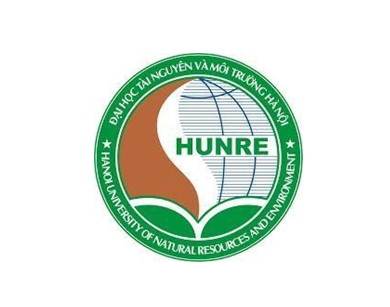 ĐẠI HỌC TÀI NGUYÊN VÀ MÔI TRƯỜNG HÀ NỘI
HUNRE
HANOI UNIVERSITY OF NATURAL RESOURCES AND ENVIRONMENT